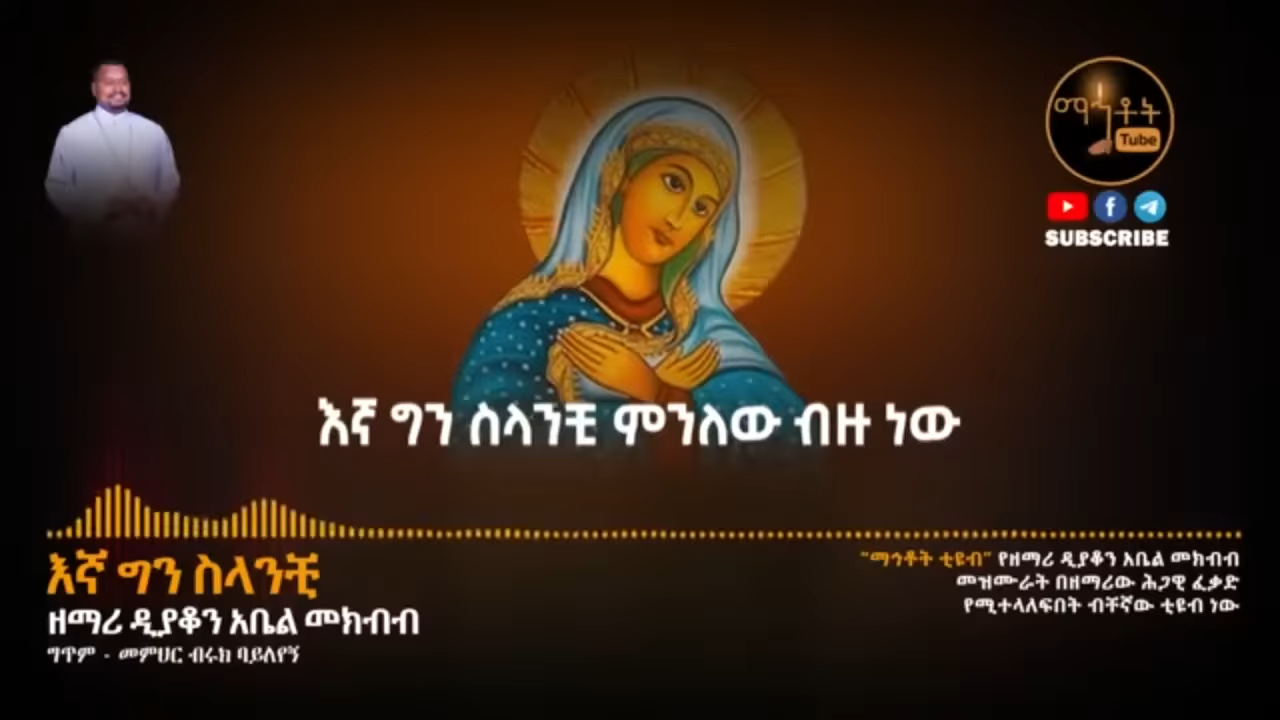 ማኅቶት
Tube
SUBSCRIBE
እኛ ግን ስላንቺ ምንለው ብዙ ነው
እኛ ግን ስላንቺ
ዘማሪ ዲያቆን አቤል መክብብ
ግጥም - መምህር ብሩክ ባይለየኝ
"ማኅቶት ቲዩብ" የዘማሪ ዲያቆን አቤል መክብብ
መዝሙራት በዘማሪው ሕጋዊ ፈቃድ
የሚተላለፍበት ብቸኛው ቲዩብ ነው